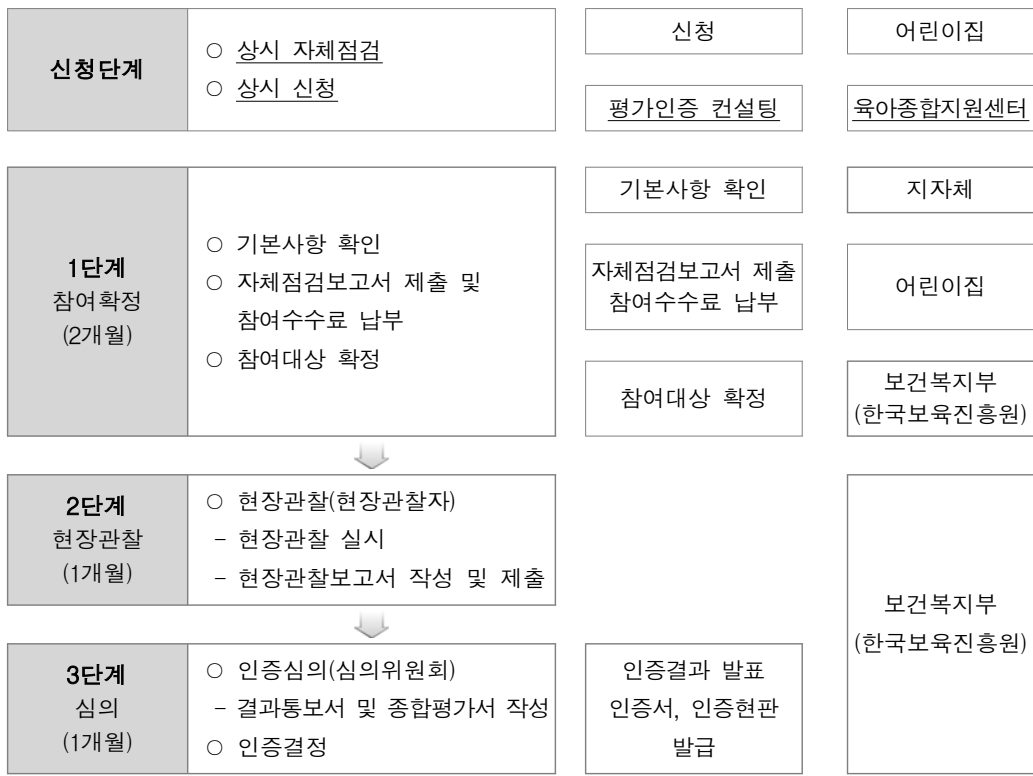 신청단계
○ 상시 자체점검
○ 상시 신청
신청
어린이집
평가인증 컨설팅
육아종합지원센터
1단계
참여확정
(2개월)
○ 기본사항 확인
○ 자체점검보고서 제출 및
참여수수료 납부
○ 참여대상 확정
기본사항 확인
지자체
자체점검보고서 제출
참여수수료 납부
어린이집
참여대상 확정
보건복지부
(한국보육진흥원)
2단계
현장관찰
(1개월)
○ 현장관찰(현장관찰자)
- 현장관찰 실시
- 현장관찰보고서 작성 및 제출
보건복지부
(한국보육진흥원)
3단계
심의
(1개월)
○ 인증심의(심의위원회)
- 결과통보서 및 종합평가서 작성
○ 인증결정
인증결과 발표
인증서, 인증현판
발급